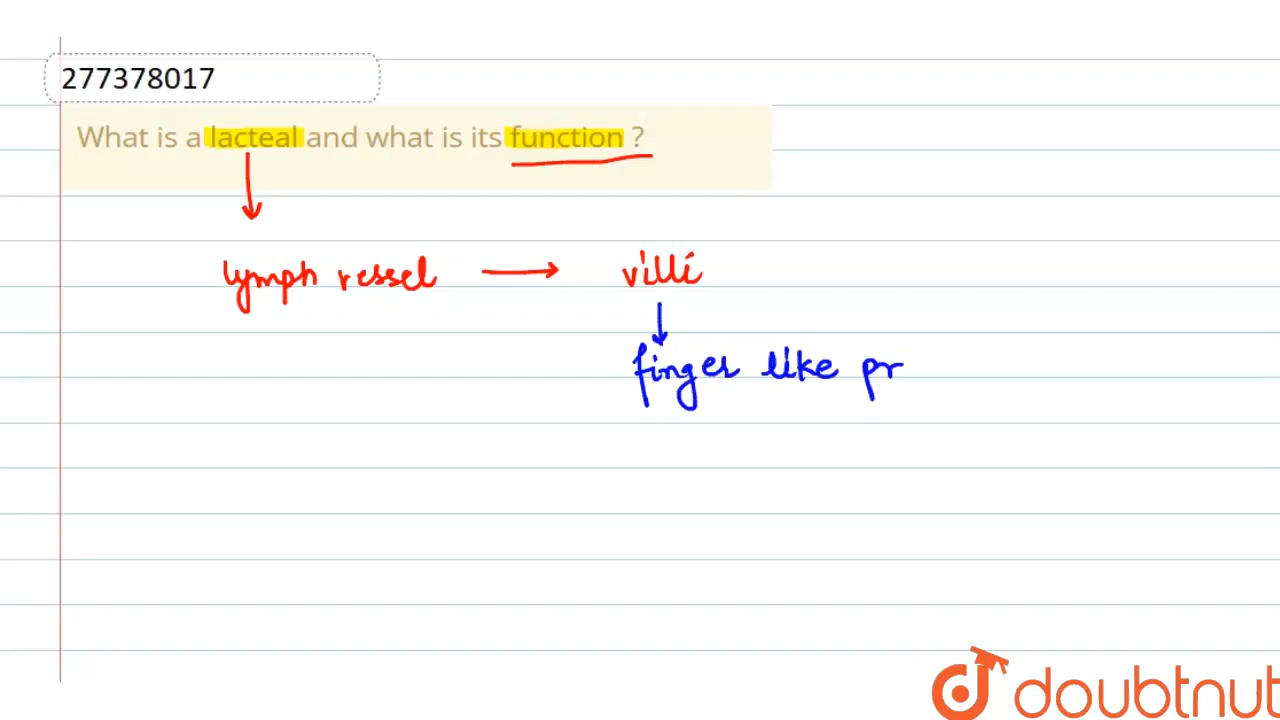 277378017
What is a lacteal and what is its function ?
lymph vessel → villi
finger like pr
doubtnut